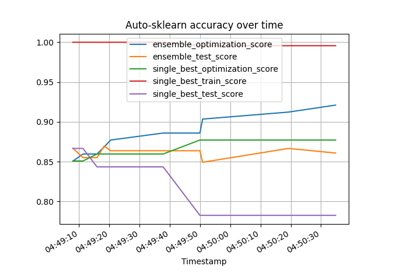 Auto-sklearn accuracy over time
1.00
0.95
0.90
0.85
0.80
ensemble_optimization_score
ensemble_test_score
single_best_optimization_score
single_best_train_score
single_best_test_score
04:49:10
04:49:20
04:49:30
04:49:40
04:49:50
04:50:00
04:50:10
04:50:20
04:50:30
Timestamp